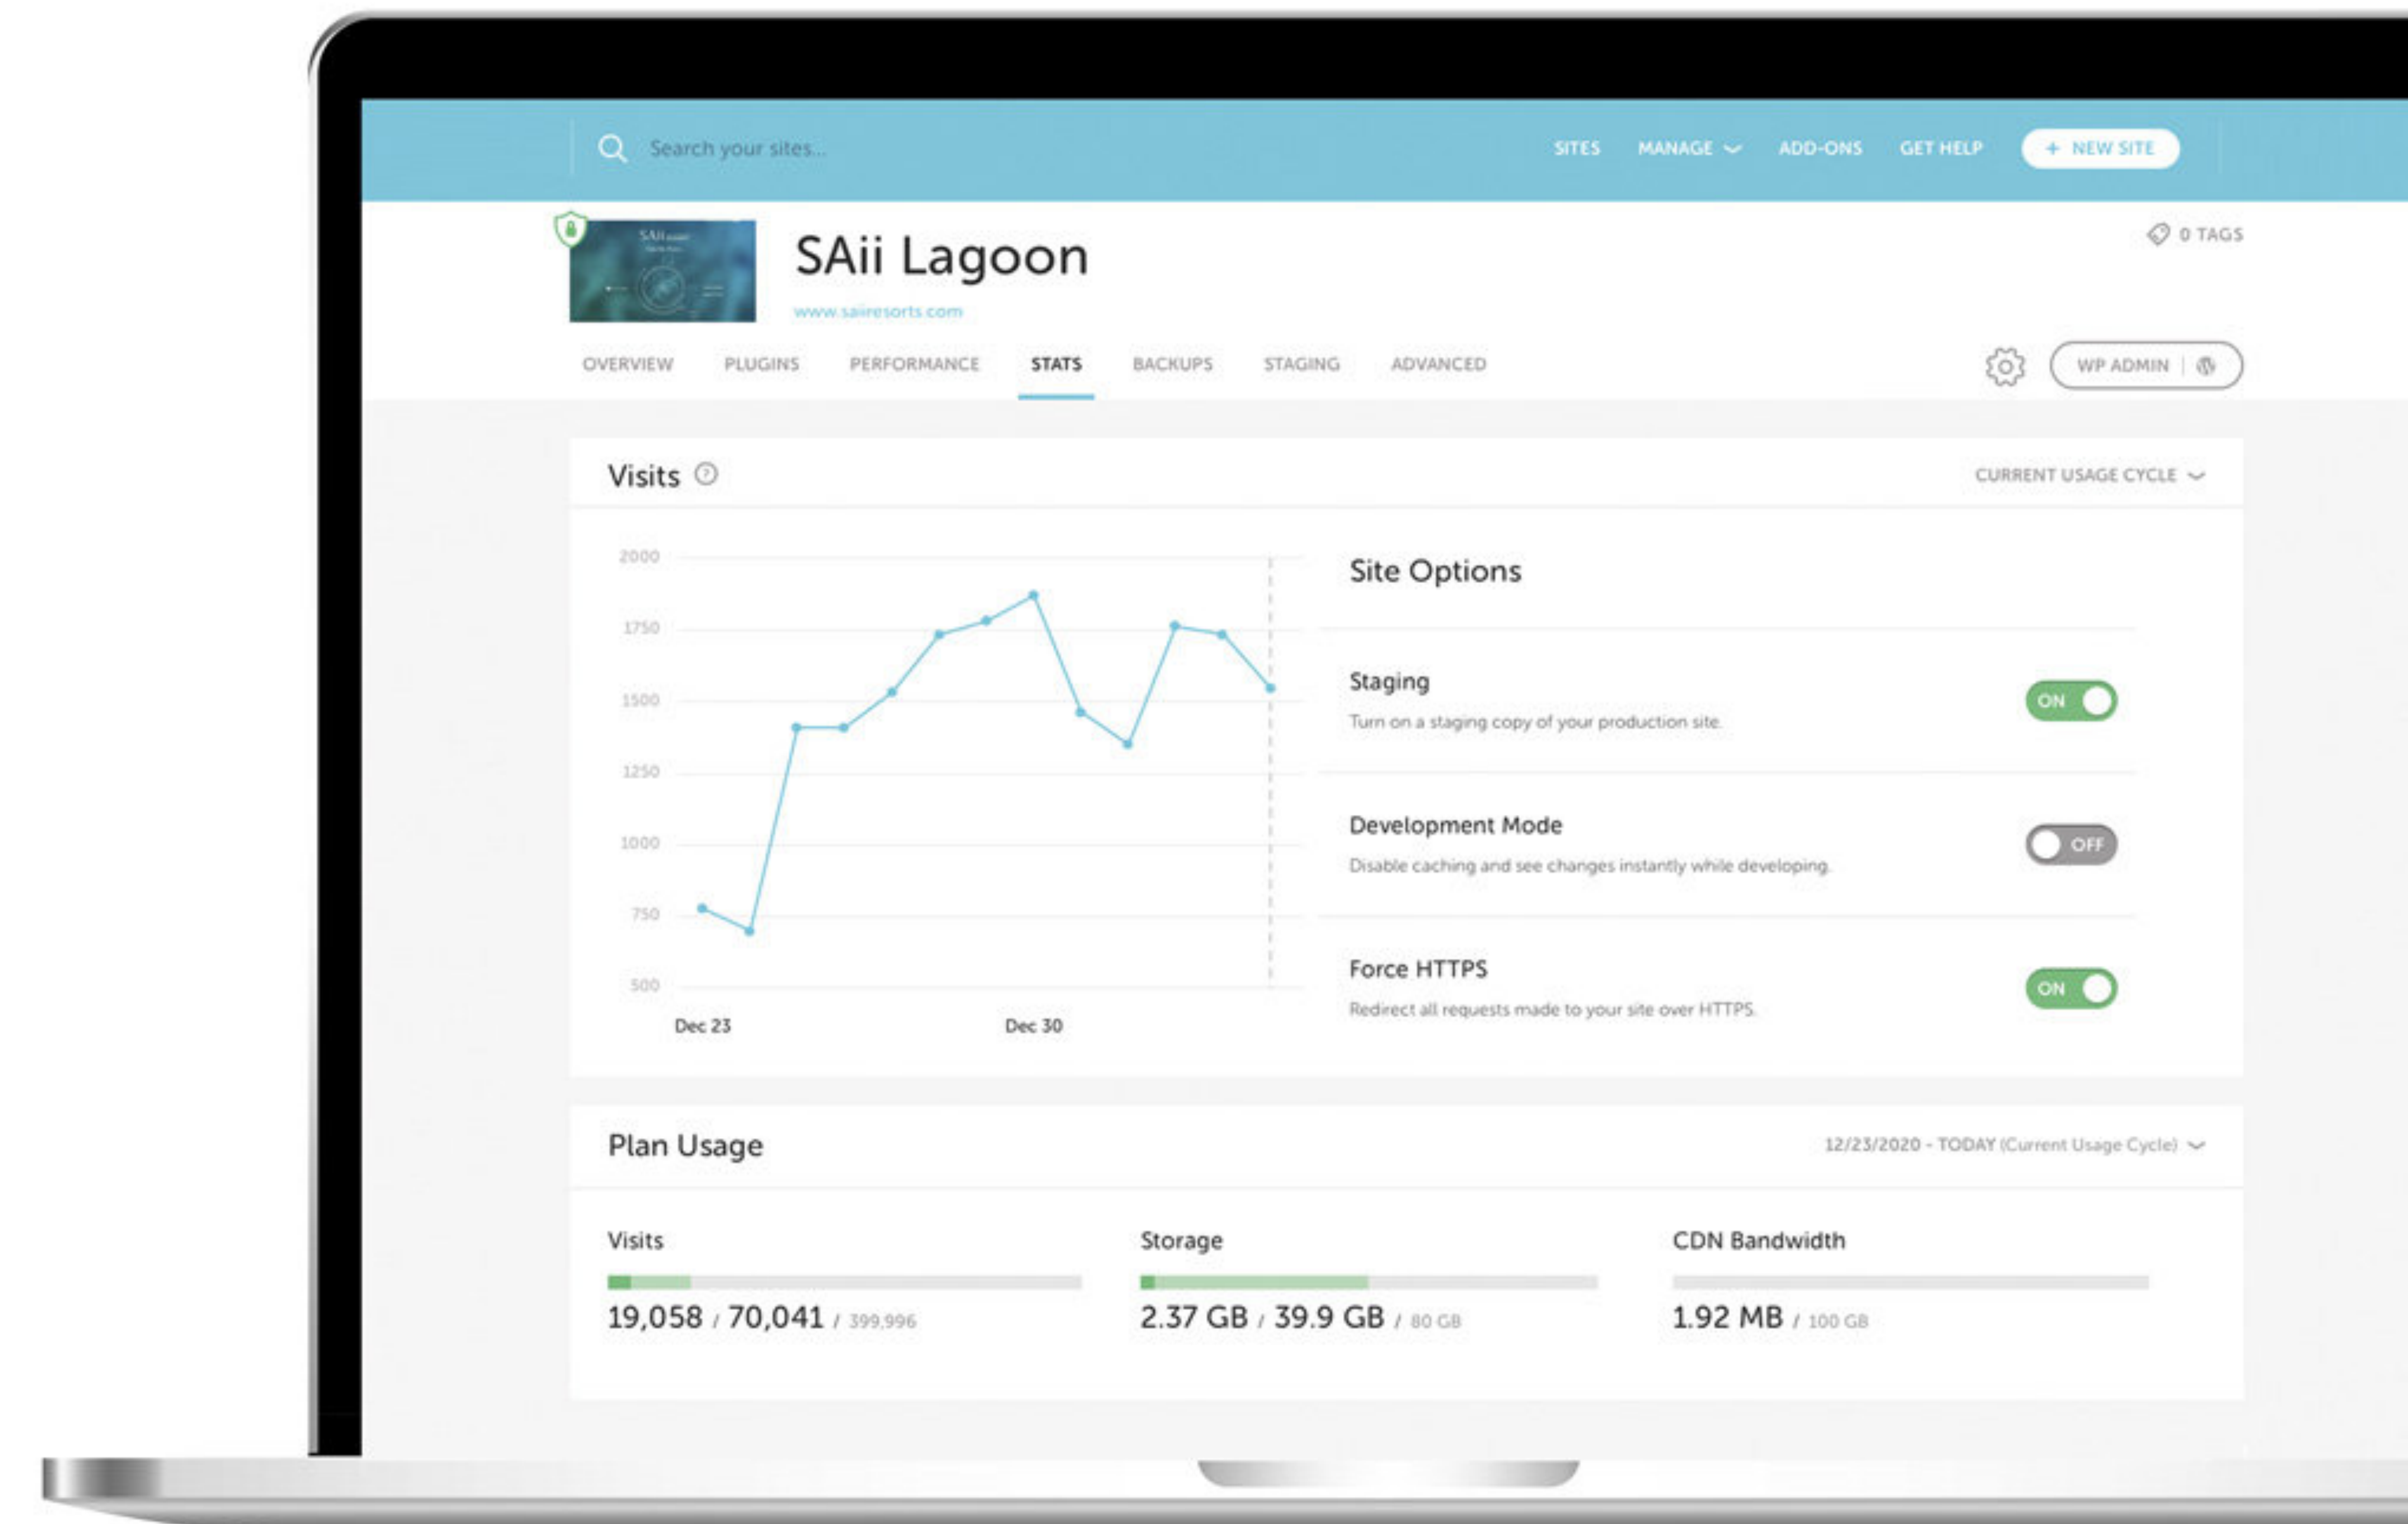 Search your sites...
SITES MANAGE ADD-ONS GET HELP + NEW SITE
SAii
SAii Lagoon
0 TAGS
www.saiiresorts.com
OVERVIEW PLUGINS PERFORMANCE STATS BACKUPS STAGING ADVANCED
WP ADMIN
Visits
CURRENT USAGE CYCLE
2000
1750
1500
1250
1000
750
500
Dec 23 Dec 30
Site Options
Staging
Turn on a staging copy of your production site.
ON
Development Mode
Disable caching and see changes instantly while developing.
OFF
Force HTTPS
Redirect all requests made to your site over HTTPS.
ON
Plan Usage
12/23/2020 - TODAY (Current Usage Cycle)
Visits
19,058 / 70,041 / 399,996
Storage
2.37 GB / 39.9 GB / 80 GB
CDN Bandwidth
1.92 MB / 100 GB